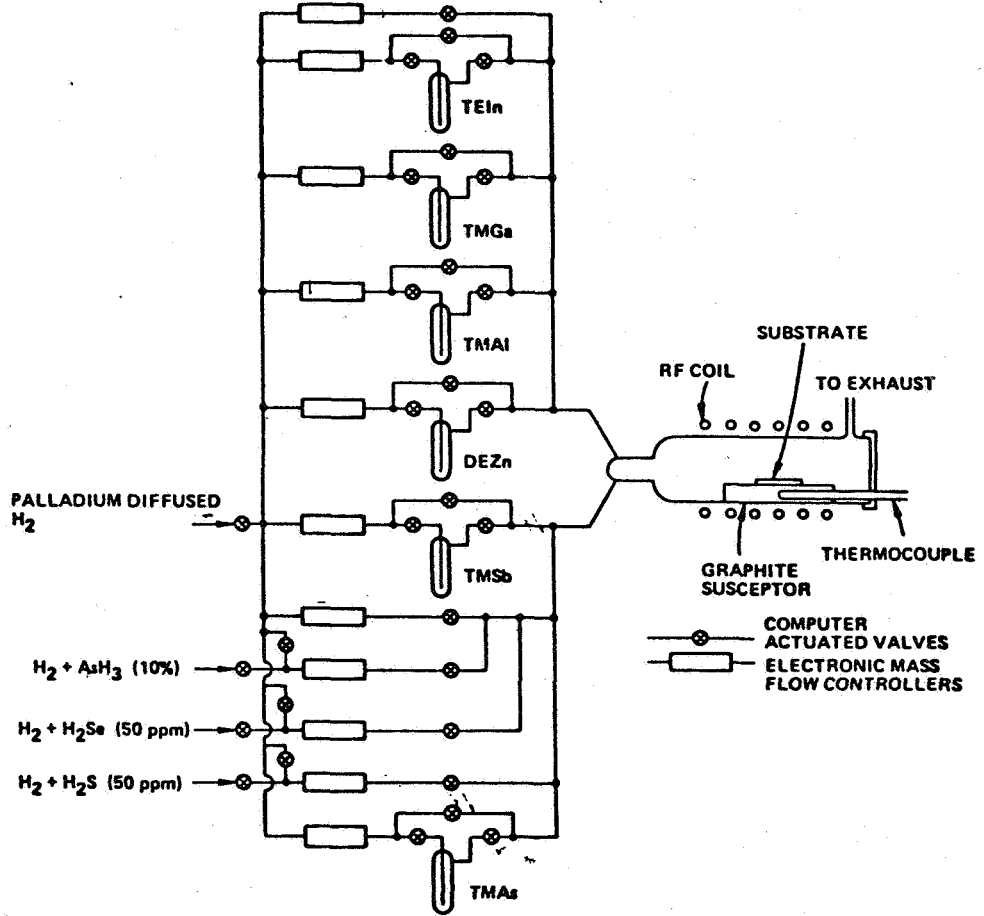 TEIn
TMGa
TMAl
SUBSTRATE
RF COIL
TO EXHAUST
DEZn
PALLADIUM DIFFUSED
H2
THERMOCOUPLE
GRAPHITE
SUSCEPTOR
TMSb
COMPUTER
ACTUATED VALVES
ELECTRONIC MASS
FLOW CONTROLLERS
H2 + AsH3 (10%)
H2 + H2Se (50 ppm)
H2 + H2S (50 ppm)
TMAs